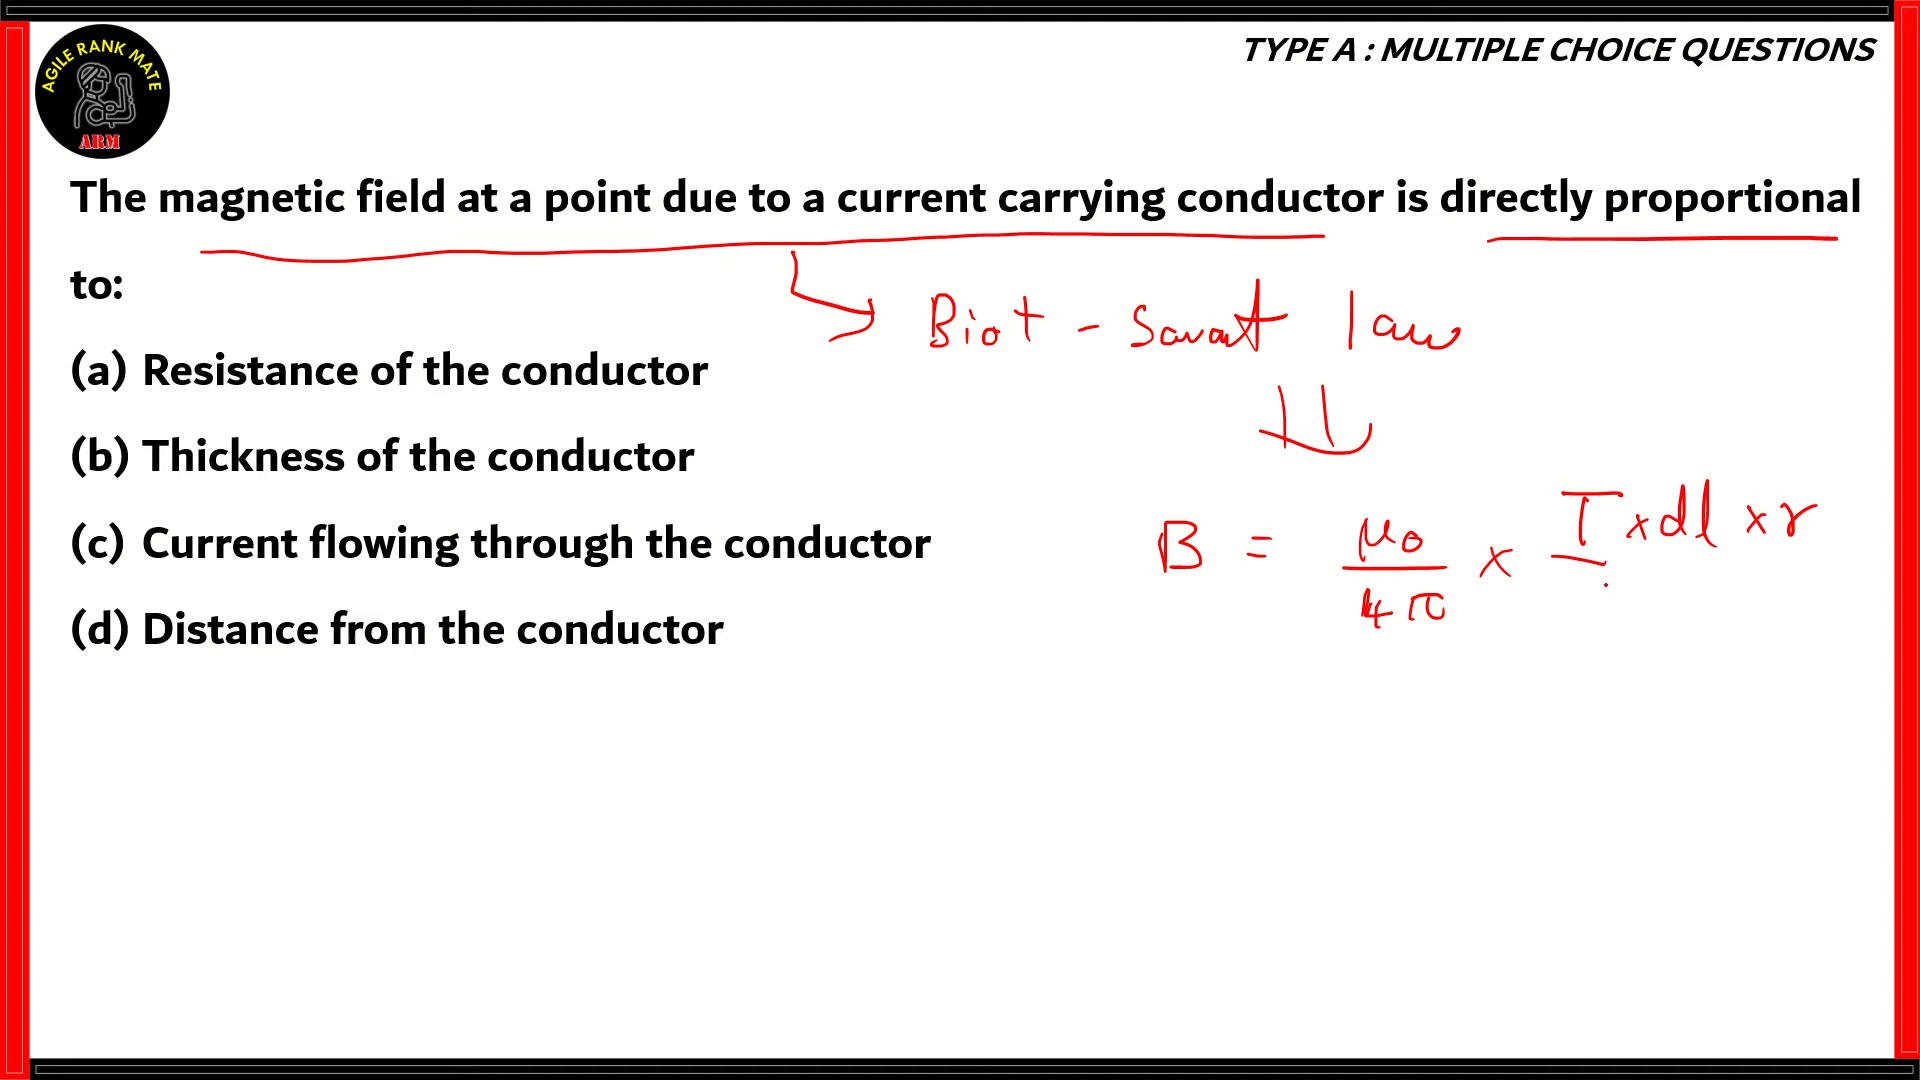 AGILE RANK MATE
ARM
TYPE A : MULTIPLE CHOICE QUESTIONS
The magnetic field at a point due to a current carrying conductor is directly proportional
to:
Biot - Savart law
(a) Resistance of the conductor
(b) Thickness of the conductor
(c) Current flowing through the conductor
(d) Distance from the conductor
B = μ₀/4π × I × dl × r